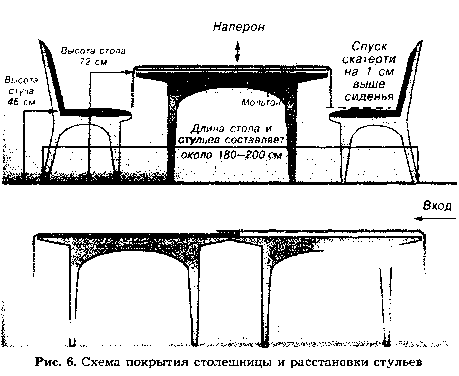 Наперон
Высота стола
72 см
Спуск
скатерти
на 1 см
выше
сиденья
Высота
стула
45 см
Мольтон
Длина стола и
стульев составляет
около 180—200 см
Вход
Рис. 6. Схема покрытия столешницы и расстановки стульев